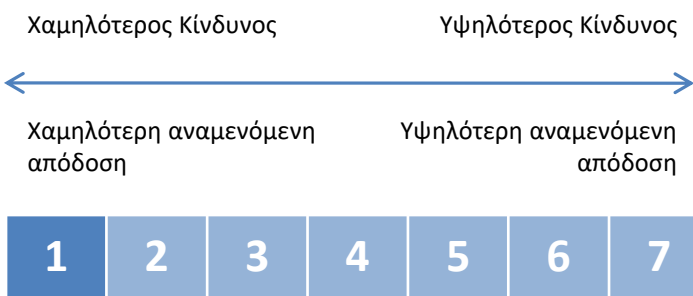 Χαμηλότερος Κίνδυνος Υψηλότερος Κίνδυνος
Χαμηλότερη αναμενόμενη Υψηλότερη αναμενόμενη
απόδοση απόδοση
1 2 3 4 5 6 7